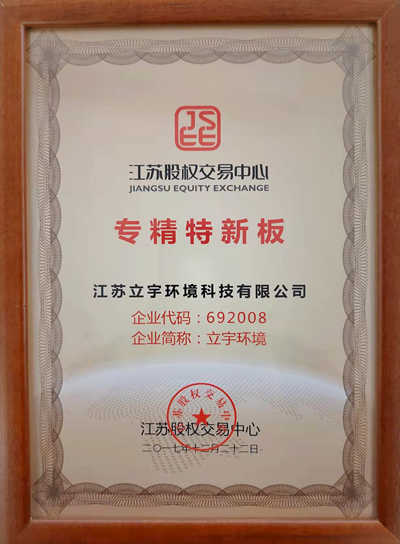 JS
EE
江苏股权交易中心
JIANGSU EQUITY EXCHANGE
专精特新板
江苏立宇环境科技有限公司
企业代码：692008
企业简称：立宇环境
江苏股权交易中心
江苏股权交易中心
二〇一七年十二月二十二日